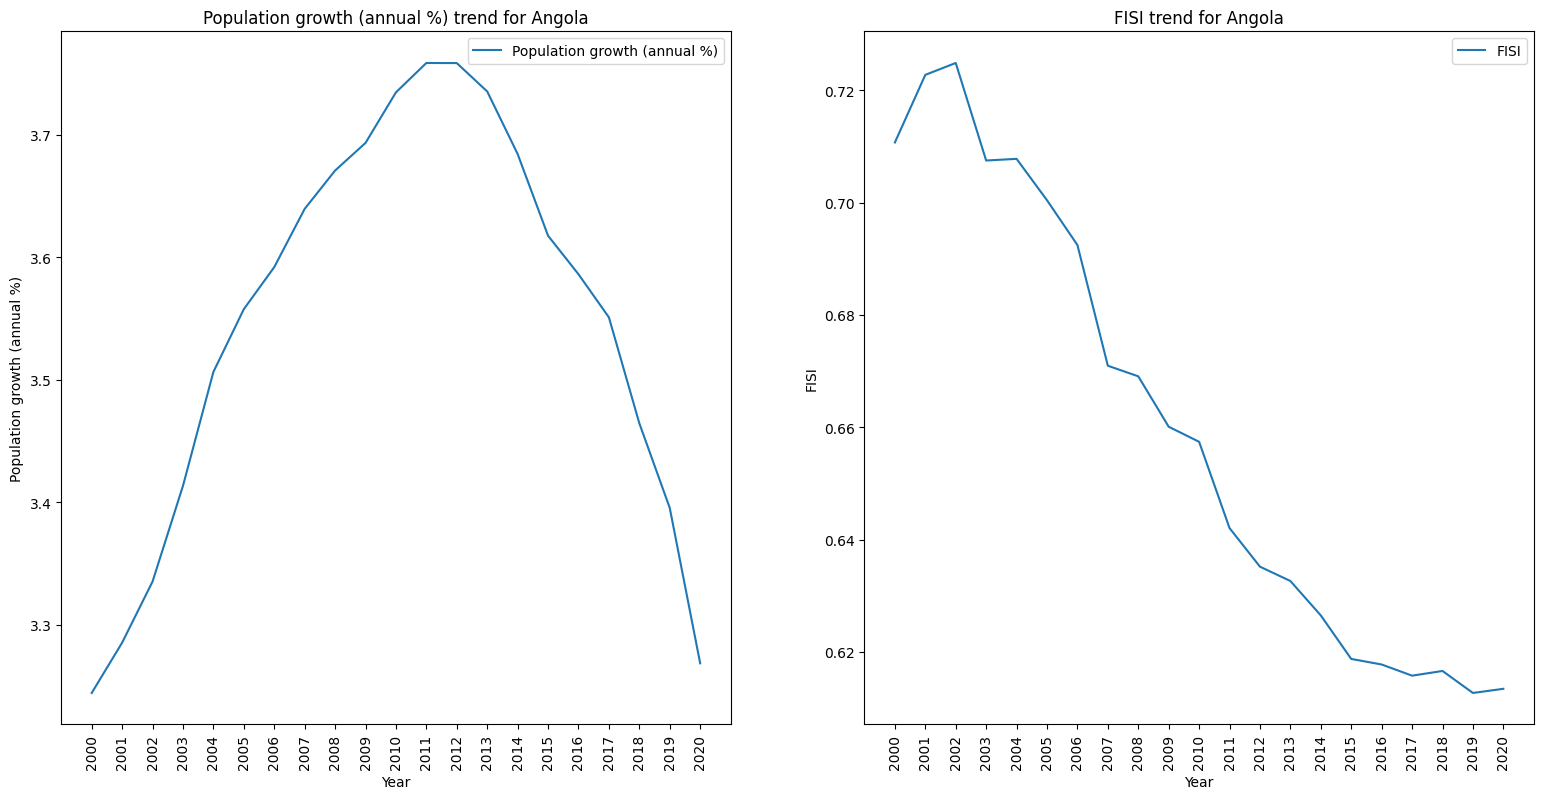 Population growth (annual %) trend for Angola
Population growth (annual %)
Population growth (annual %)
3.7
3.6
3.5
3.4
3.3
2000 2001 2002 2003 2004 2005 2006 2007 2008 2009 2010 2011 2012 2013 2014 2015 2016 2017 2018 2019 2020
Year
FISI trend for Angola
FISI
FISI
0.72
0.70
0.68
0.66
0.64
0.62
2000 2001 2002 2003 2004 2005 2006 2007 2008 2009 2010 2011 2012 2013 2014 2015 2016 2017 2018 2019 2020
Year